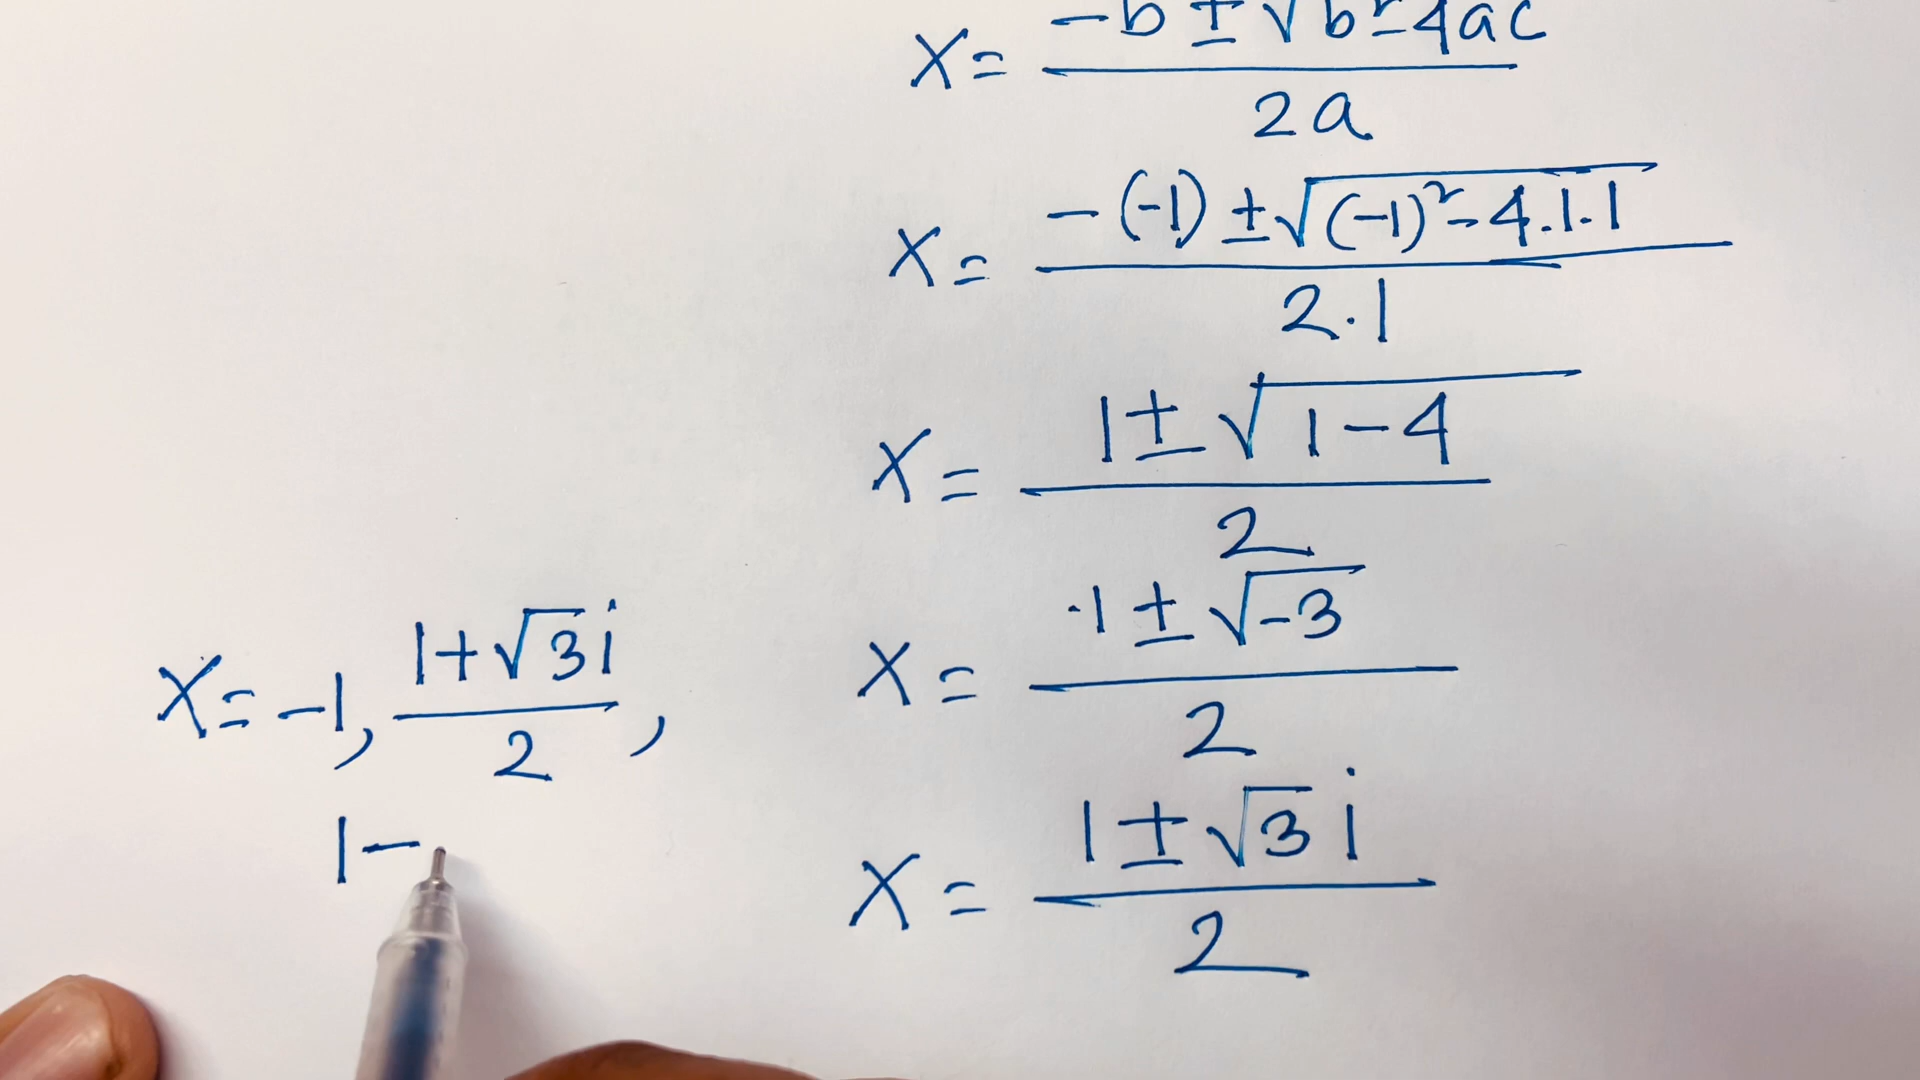 x = (-b ± √b² - 4ac) / 2a
x = (-(-1) ± √((-1)² - 4.1.1)) / 2.1
x = (1 ± √(1-4)) / 2
x = (1 ± √-3) / 2
x = (1 ± √3 i) / 2
x = -1, (1+√3 i) / 2 ,
1 -